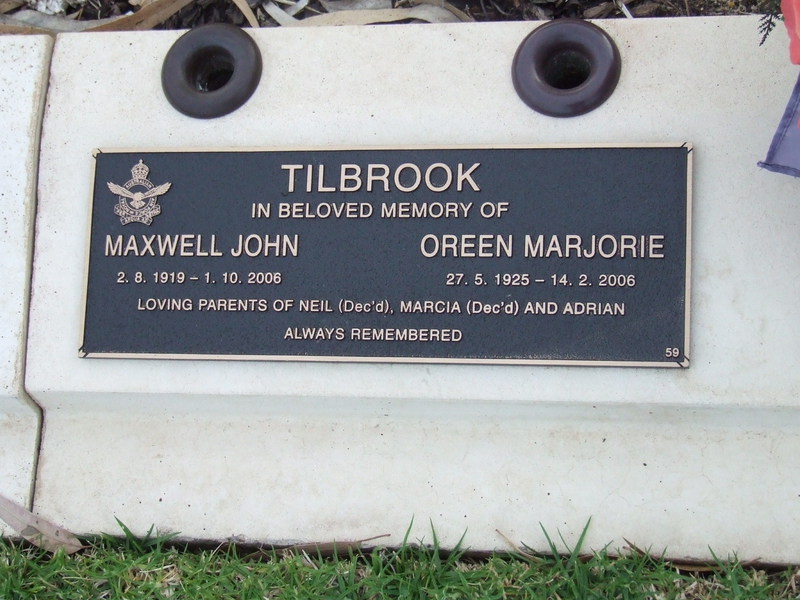 TILBROOK
IN BELOVED MEMORY OF
MAXWELL JOHN OREEN MARJORIE
2. 8. 1919 – 1. 10. 2006 27. 5. 1925 – 14. 2. 2006
LOVING PARENTS OF NEIL (Dec'd), MARCIA (Dec'd) AND ADRIAN
ALWAYS REMEMBERED
59